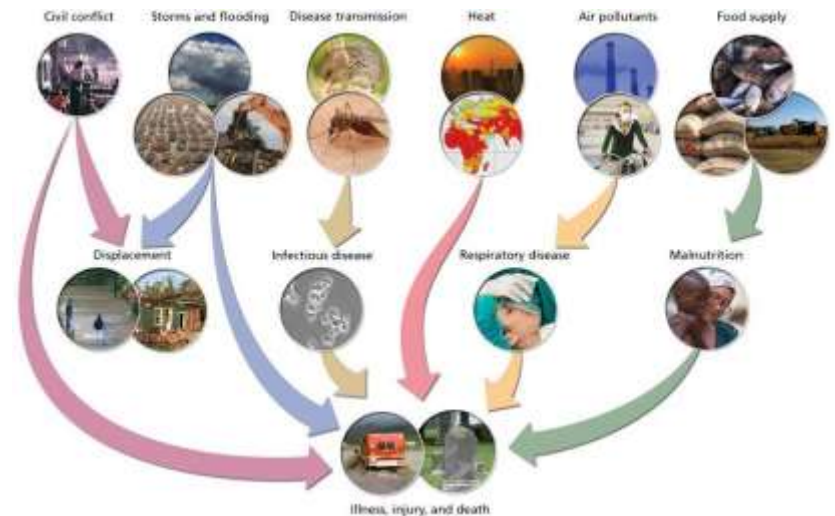 Civil conflict
Storms and flooding
Disease transmission
Heat
Air pollutants
Food supply
Displacement
Infectious disease
Respiratory disease
Malnutrition
Illness, injury, and death